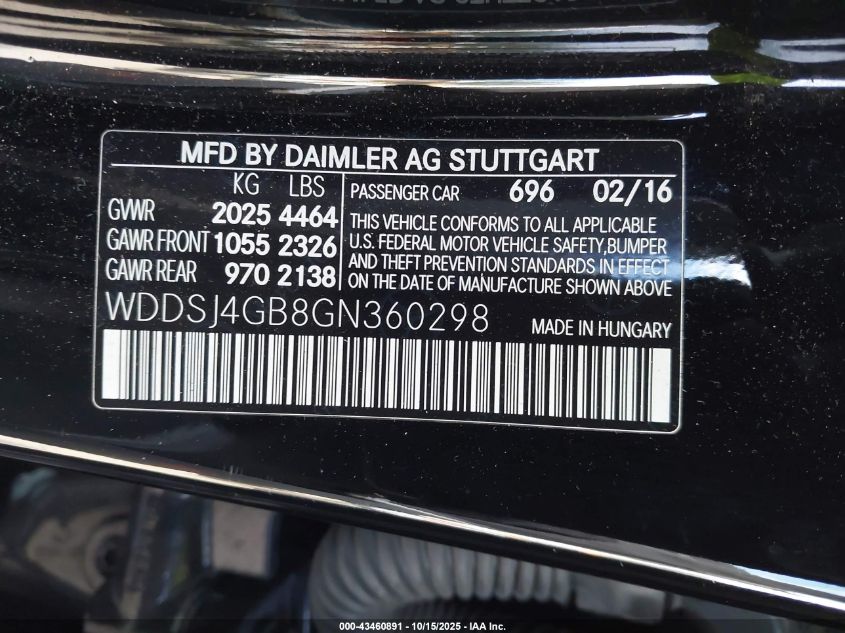 MFD BY DAIMLER AG STUTTGART
KG LBS
GVWR 2025 4464
GAWR FRONT 1055 2326
GAWR REAR 970 2138
PASSENGER CAR 696 02/16
THIS VEHICLE CONFORMS TO ALL APPLICABLE
U.S. FEDERAL MOTOR VEHICLE SAFETY,BUMPER
AND THEFT PREVENTION STANDARDS IN EFFECT
ON THE DATE OF MANUFACTURE SHOWN ABOVE
WDDSJ4GB8GN360298
MADE IN HUNGARY
000-43460891 - 10/15/2025 - IAA Inc.